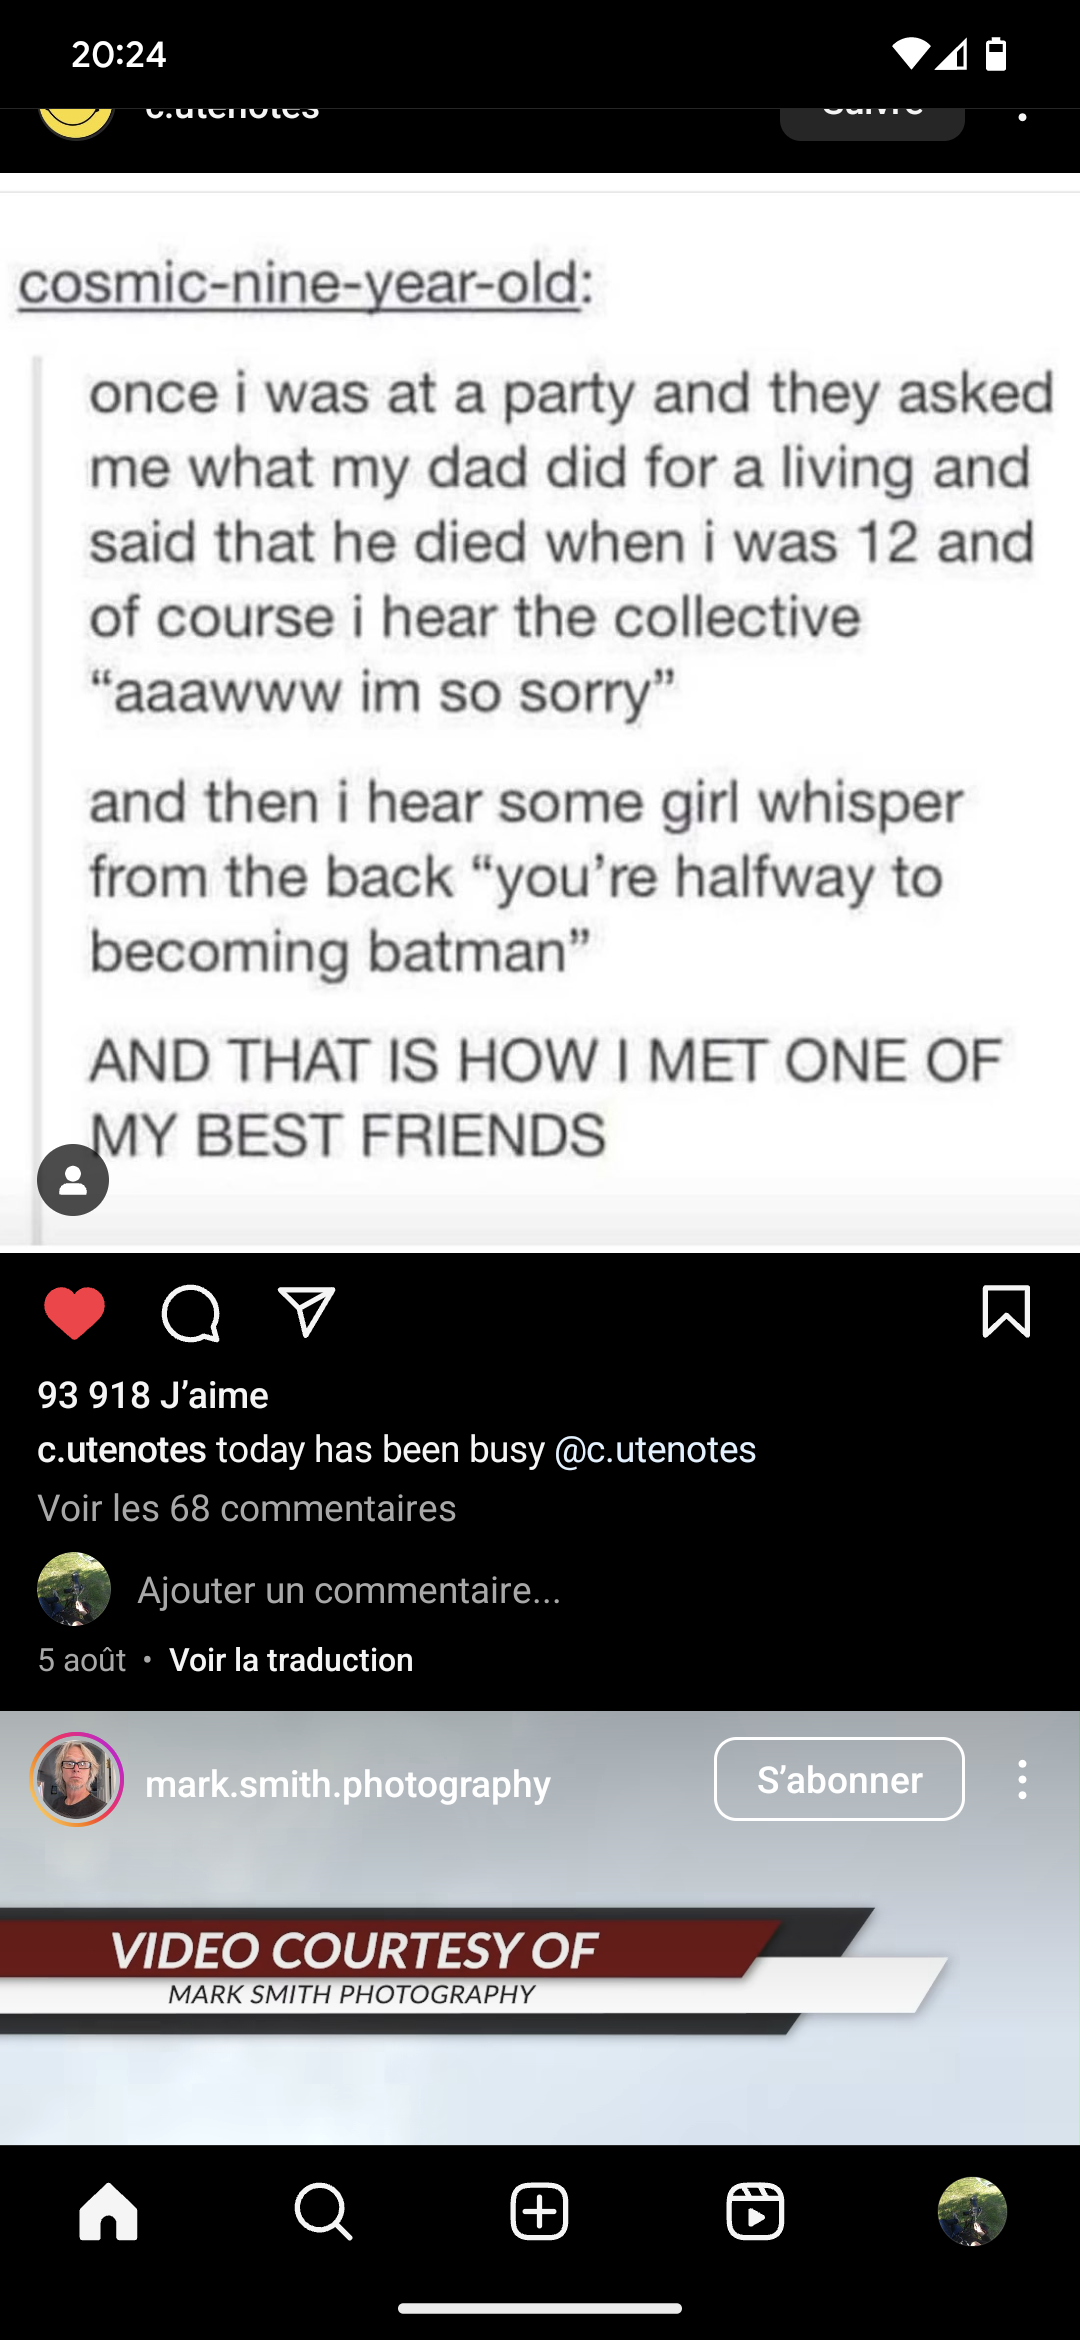 20:24
c.utenotes
Suivre
cosmic-nine-year-old:
once i was at a party and they asked
me what my dad did for a living and
said that he died when i was 12 and
of course i hear the collective
“aaawww im so sorry”
and then i hear some girl whisper
from the back “you’re halfway to
becoming batman”
AND THAT IS HOW I MET ONE OF
MY BEST FRIENDS
93 918 J’aime
c.utenotes today has been busy @c.utenotes
Voir les 68 commentaires
Ajouter un commentaire...
5 août • Voir la traduction
mark.smith.photography
S’abonner
VIDEO COURTESY OF
MARK SMITH PHOTOGRAPHY